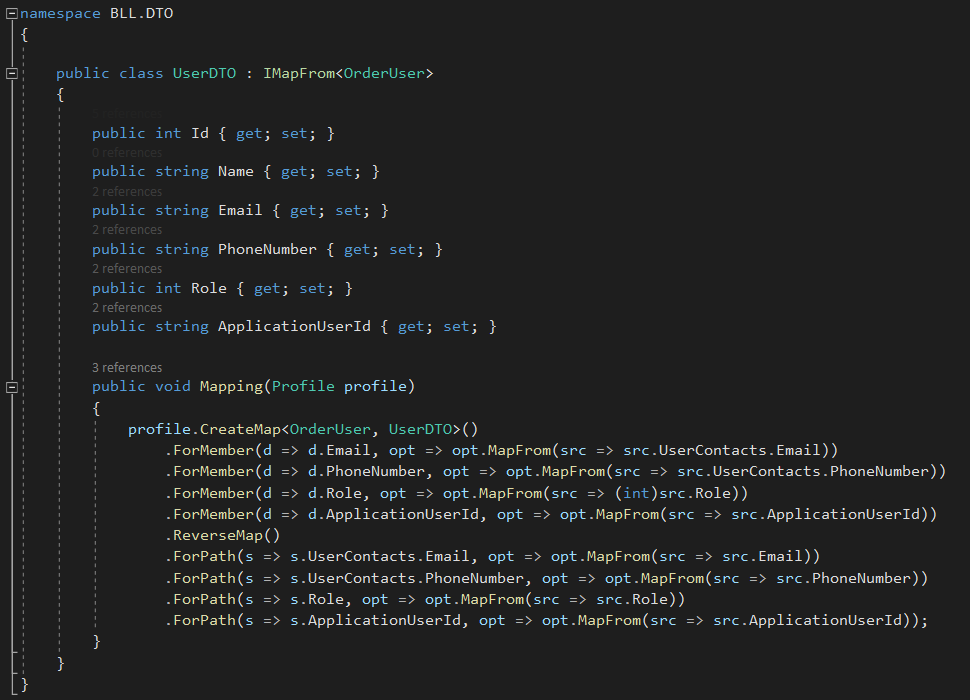 namespace BLL.DTO
{
public class UserDTO : IMapFrom<OrderUser>
{
public int Id { get; set; }
0 references
public string Name { get; set; }
2 references
public string Email { get; set; }
2 references
public string PhoneNumber { get; set; }
2 references
public int Role { get; set; }
2 references
public string ApplicationUserId { get; set; }
3 references
public void Mapping(Profile profile)
{
profile.CreateMap<OrderUser, UserDTO>()
.ForMember(d => d.Email, opt => opt.MapFrom(src => src.UserContacts.Email))
.ForMember(d => d.PhoneNumber, opt => opt.MapFrom(src => src.UserContacts.PhoneNumber))
.ForMember(d => d.Role, opt => opt.MapFrom(src => (int)src.Role))
.ForMember(d => d.ApplicationUserId, opt => opt.MapFrom(src => src.ApplicationUserId))
.ReverseMap()
.ForPath(s => s.UserContacts.Email, opt => opt.MapFrom(src => src.Email))
.ForPath(s => s.UserContacts.PhoneNumber, opt => opt.MapFrom(src => src.PhoneNumber))
.ForPath(s => s.Role, opt => opt.MapFrom(src => src.Role))
.ForPath(s => s.ApplicationUserId, opt => opt.MapFrom(src => src.ApplicationUserId));
}
}
}